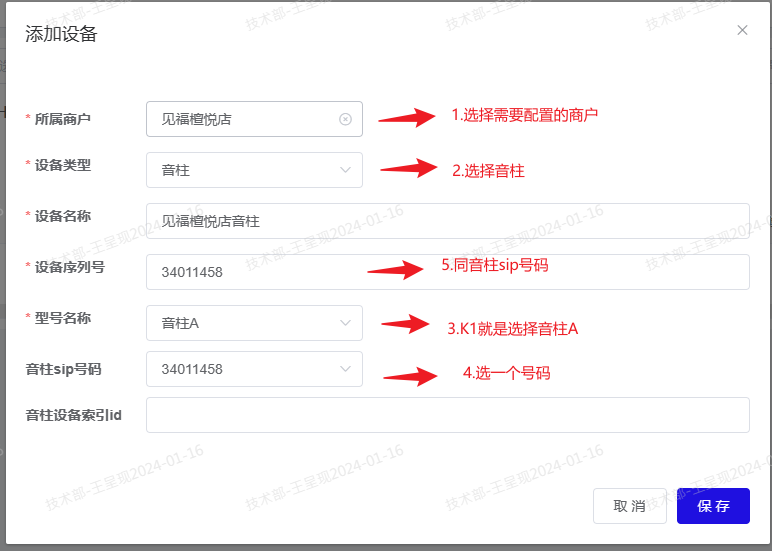 添加设备
* 所属商户 见福檀悦店 1.选择需要配置的商户
* 设备类型 音柱 2.选择音柱
* 设备名称 见福檀悦店音柱
* 设备序列号 34011458 5.同音柱sip号码
* 型号名称 音柱A 3.K1就是选择音柱A
音柱sip号码 34011458 4.选一个号码
音柱设备索引id
取 消 保 存
技术部-王呈现2024-01-16